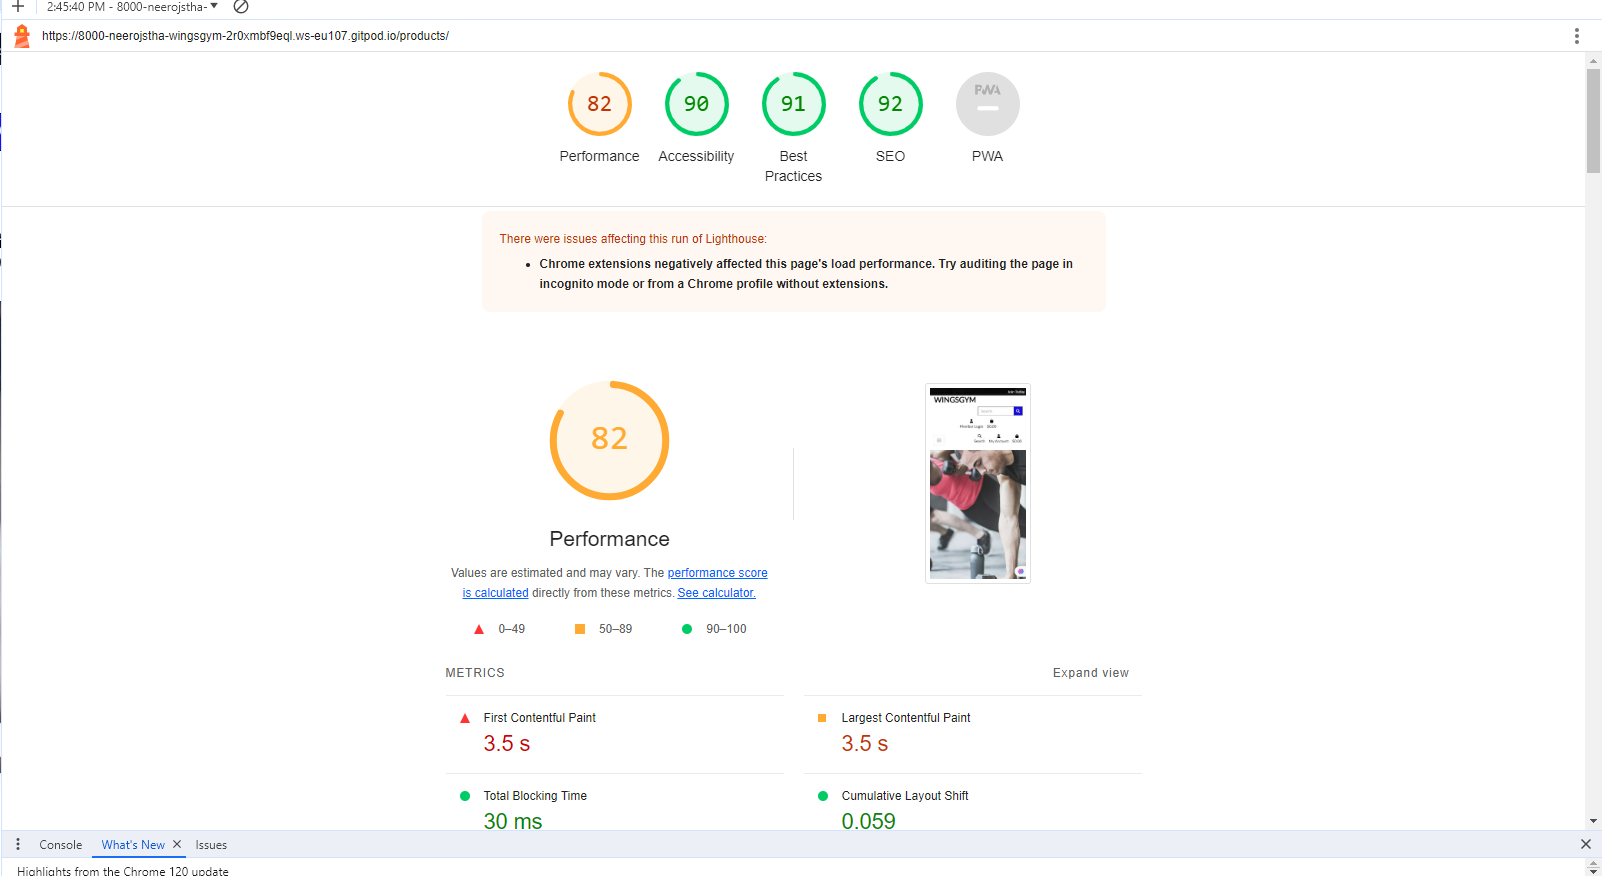 2:45:40 PM - 8000-neerojstha-
https://8000-neerojstha-wingsgym-2r0xmbf9eql.ws-eu107.gitpod.io/products/
82
90
91
92
PWA
Performance
Accessibility
Best
Practices
SEO
PWA
There were issues affecting this run of Lighthouse:
• Chrome extensions negatively affected this page's load performance. Try auditing the page in
incognito mode or from a Chrome profile without extensions.
82
WINGSGYM
Search
Member Login
Search
My Account
Performance
Values are estimated and may vary. The performance score
is calculated directly from these metrics. See calculator.
0–49
50–89
90–100
METRICS
Expand view
First Contentful Paint
3.5 s
Largest Contentful Paint
3.5 s
Total Blocking Time
30 ms
Cumulative Layout Shift
0.059
Console
What's New
Issues
Highlights from the Chrome 120 update